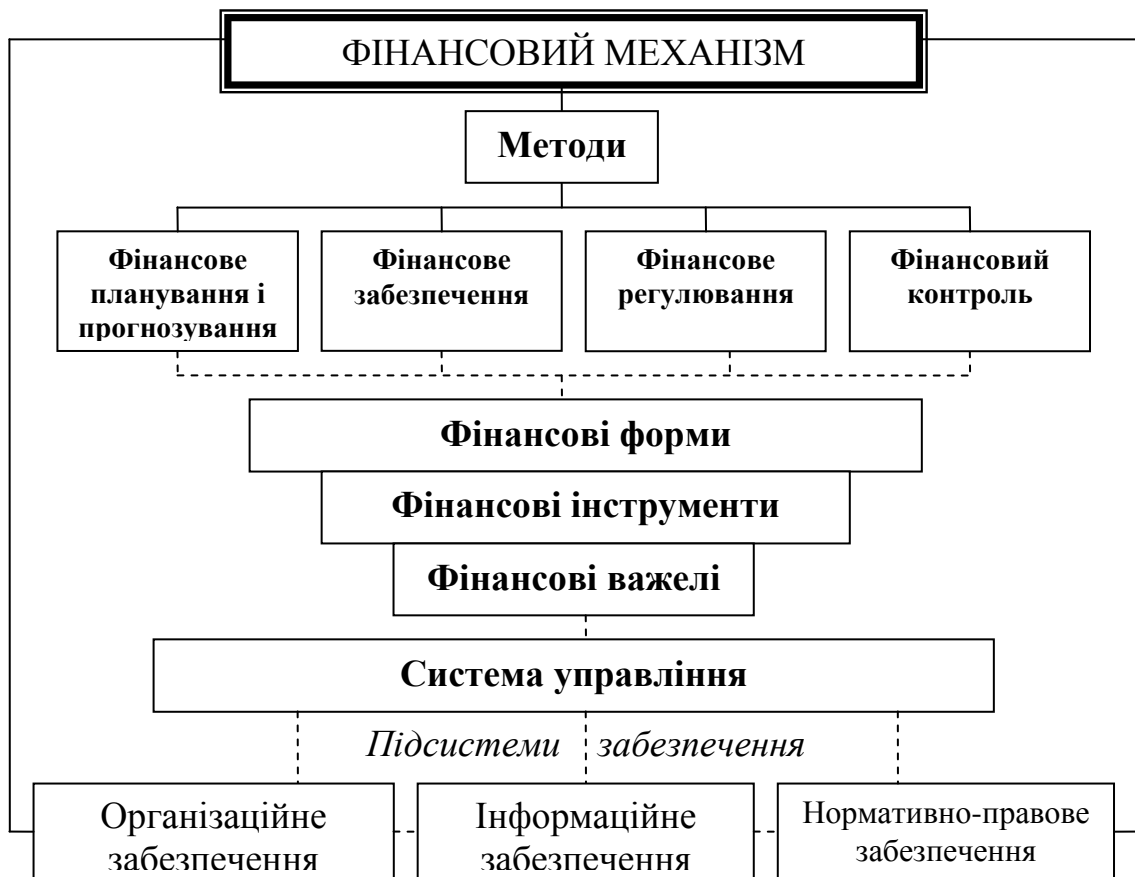 ФІНАНСОВИЙ МЕХАНІЗМ
Методи
Фінансове
планування і
прогнозування
Фінансове
забезпечення
Фінансове
регулювання
Фінансовий
контроль
Фінансові форми
Фінансові інструменти
Фінансові важелі
Система управління
Підсистеми забезпечення
Організаційне
забезпечення
Інформаційне
забезпечення
Нормативно-правове
забезпечення